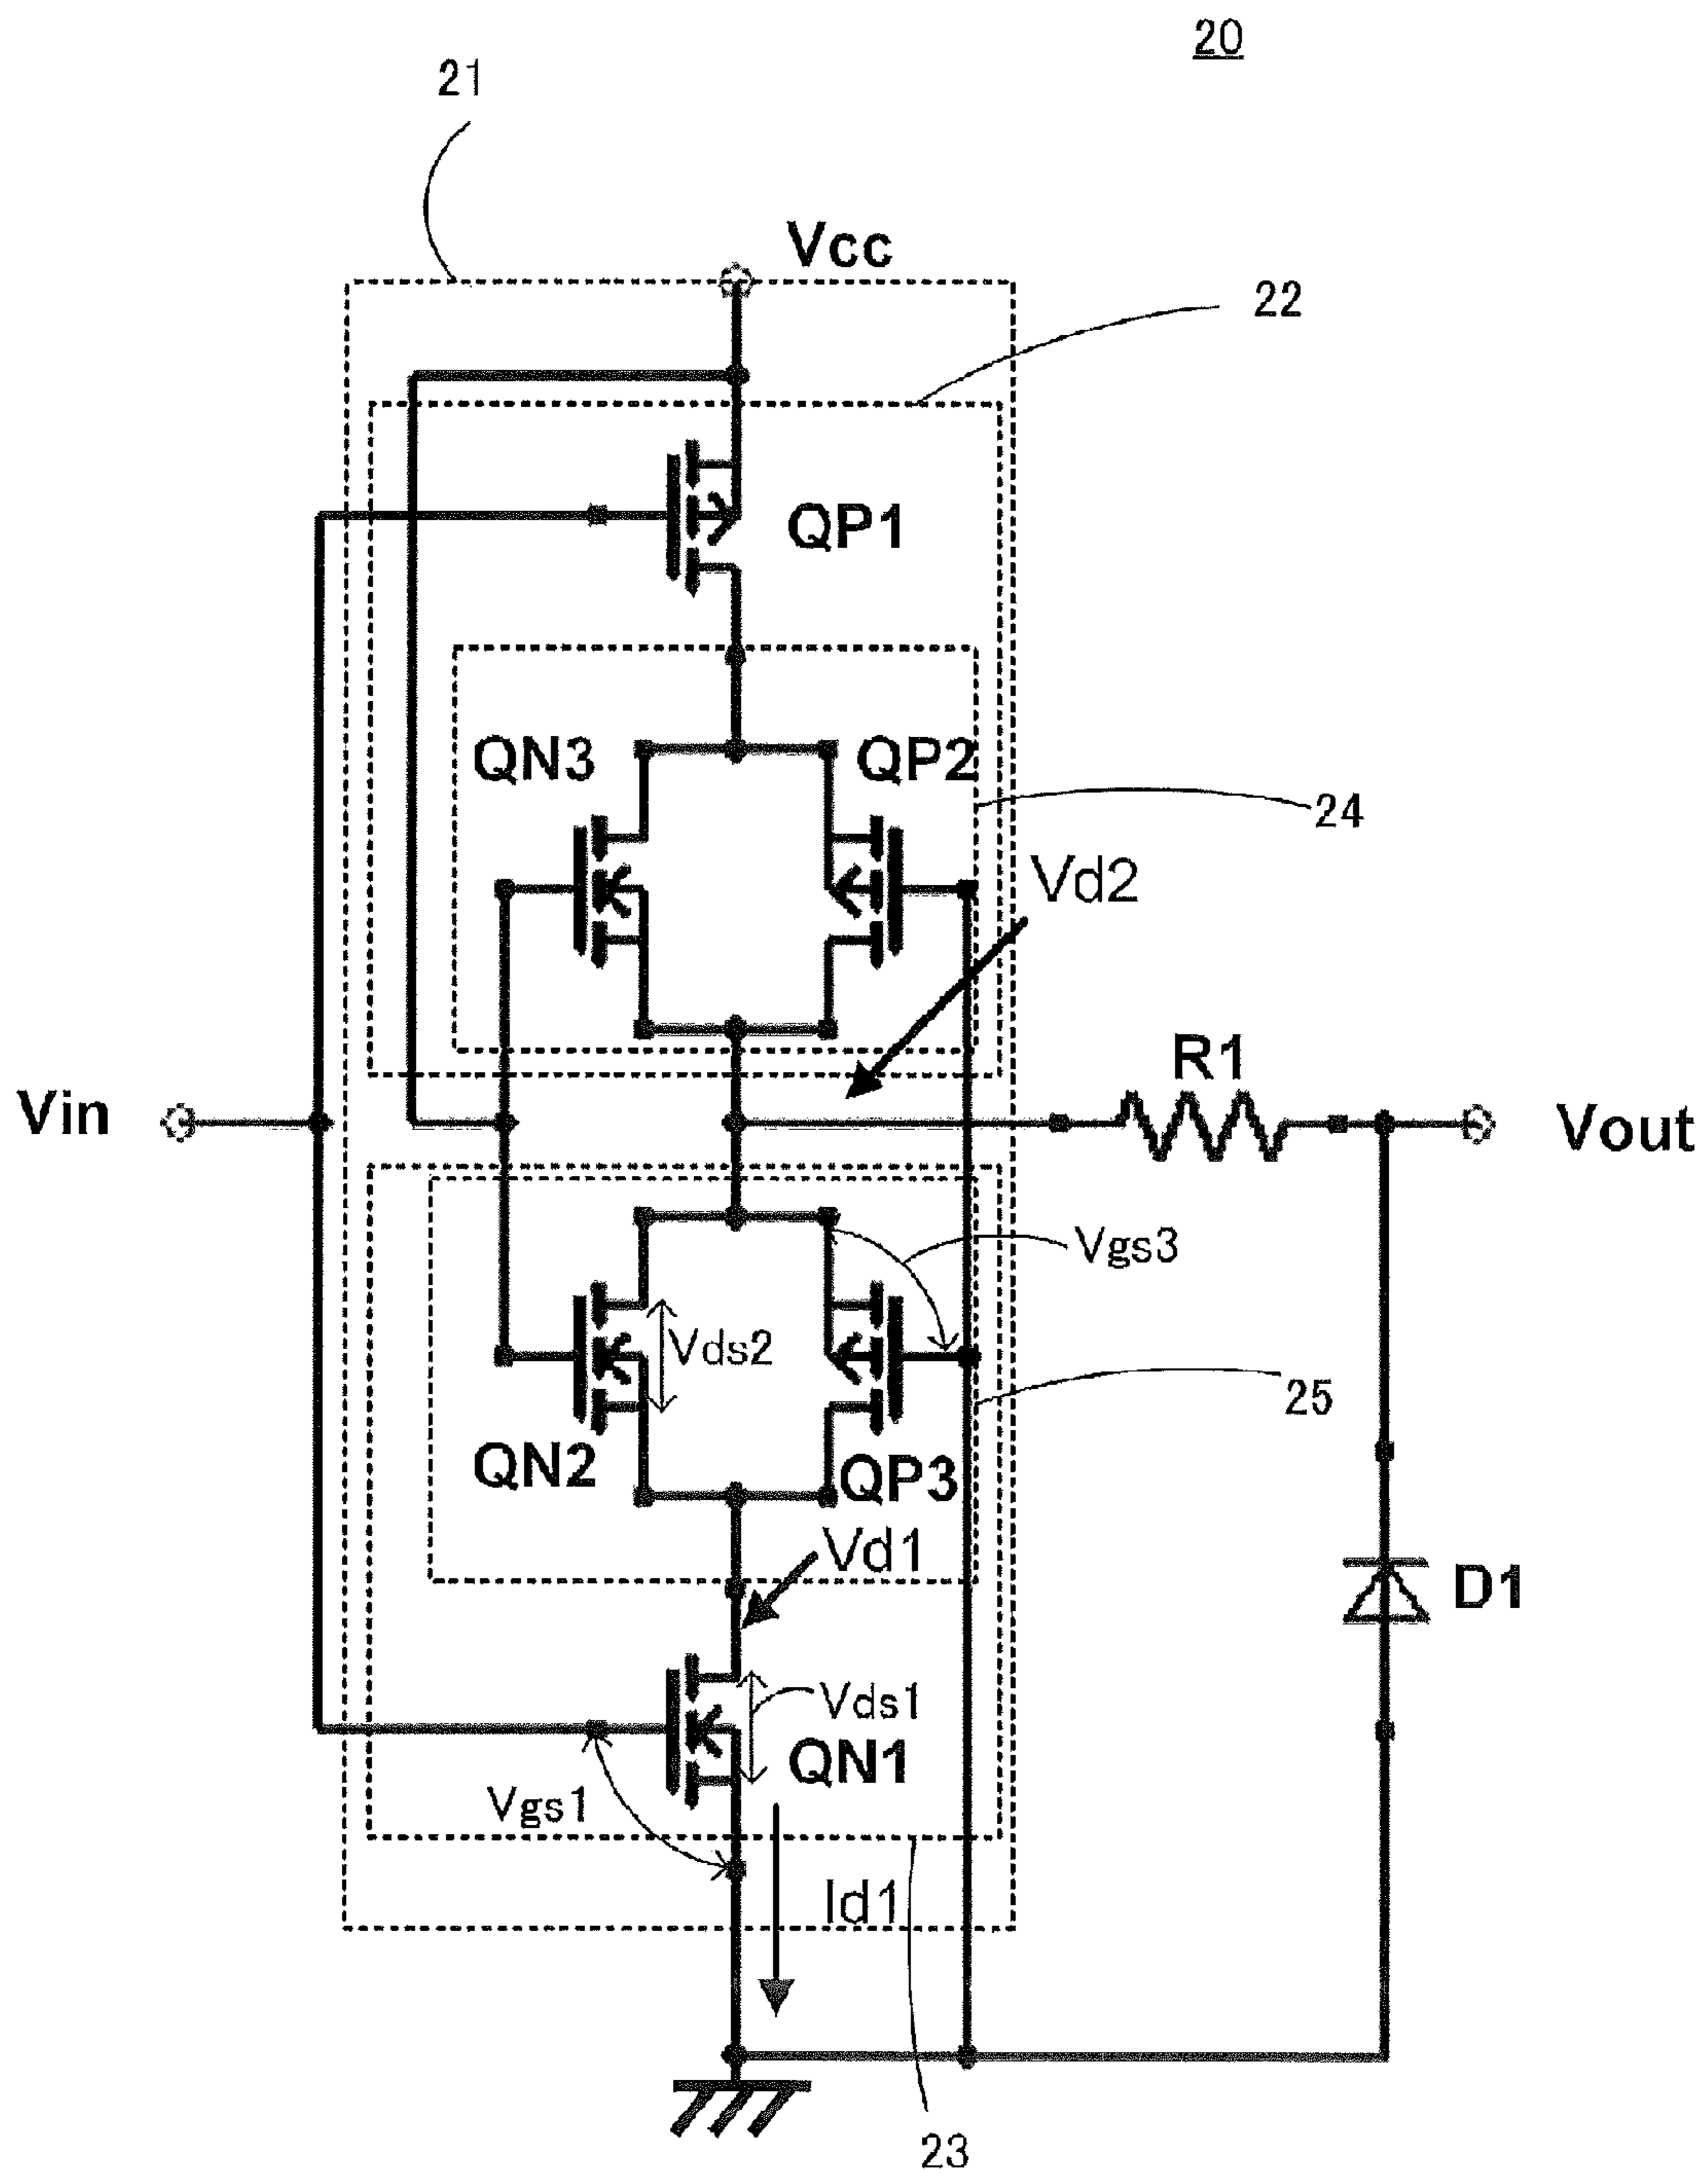 20
21
Vcc
22
QP1
QN3
QP2
24
Vd2
R1
Vin
Vout
Vgs3
Vds2
25
QN2
QP3
Vd1
D1
Vds1
QN1
Vgs1
Id1
23